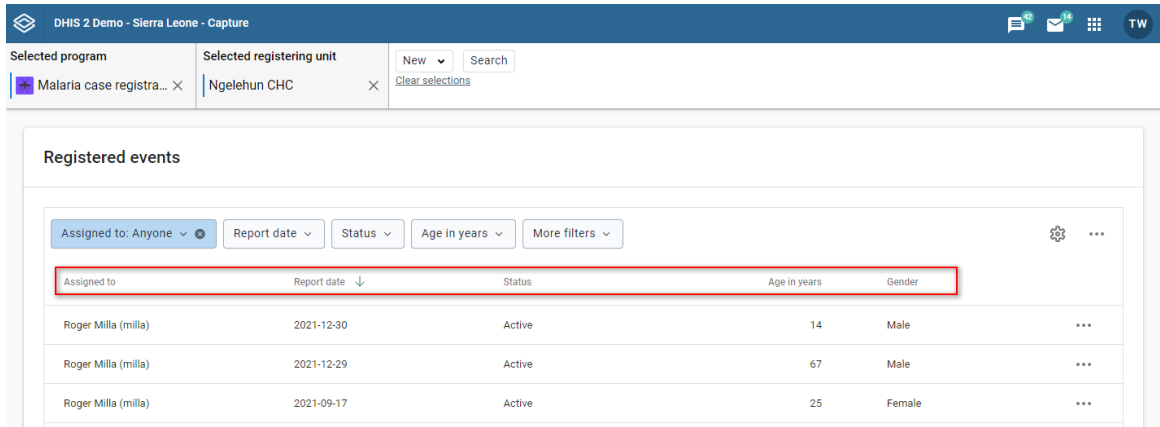 DHIS 2 Demo - Sierra Leone - Capture 42 14 TW
Selected program Selected registering unit New Search
Malaria case registra... Ngelehun CHC Clear selections
Registered events
Assigned to: Anyone Report date Status Age in years More filters
Assigned to Report date Status Age in years Gender
Roger Milla (milla) 2021-12-30 Active 14 Male
Roger Milla (milla) 2021-12-29 Active 67 Male
Roger Milla (milla) 2021-09-17 Active 25 Female